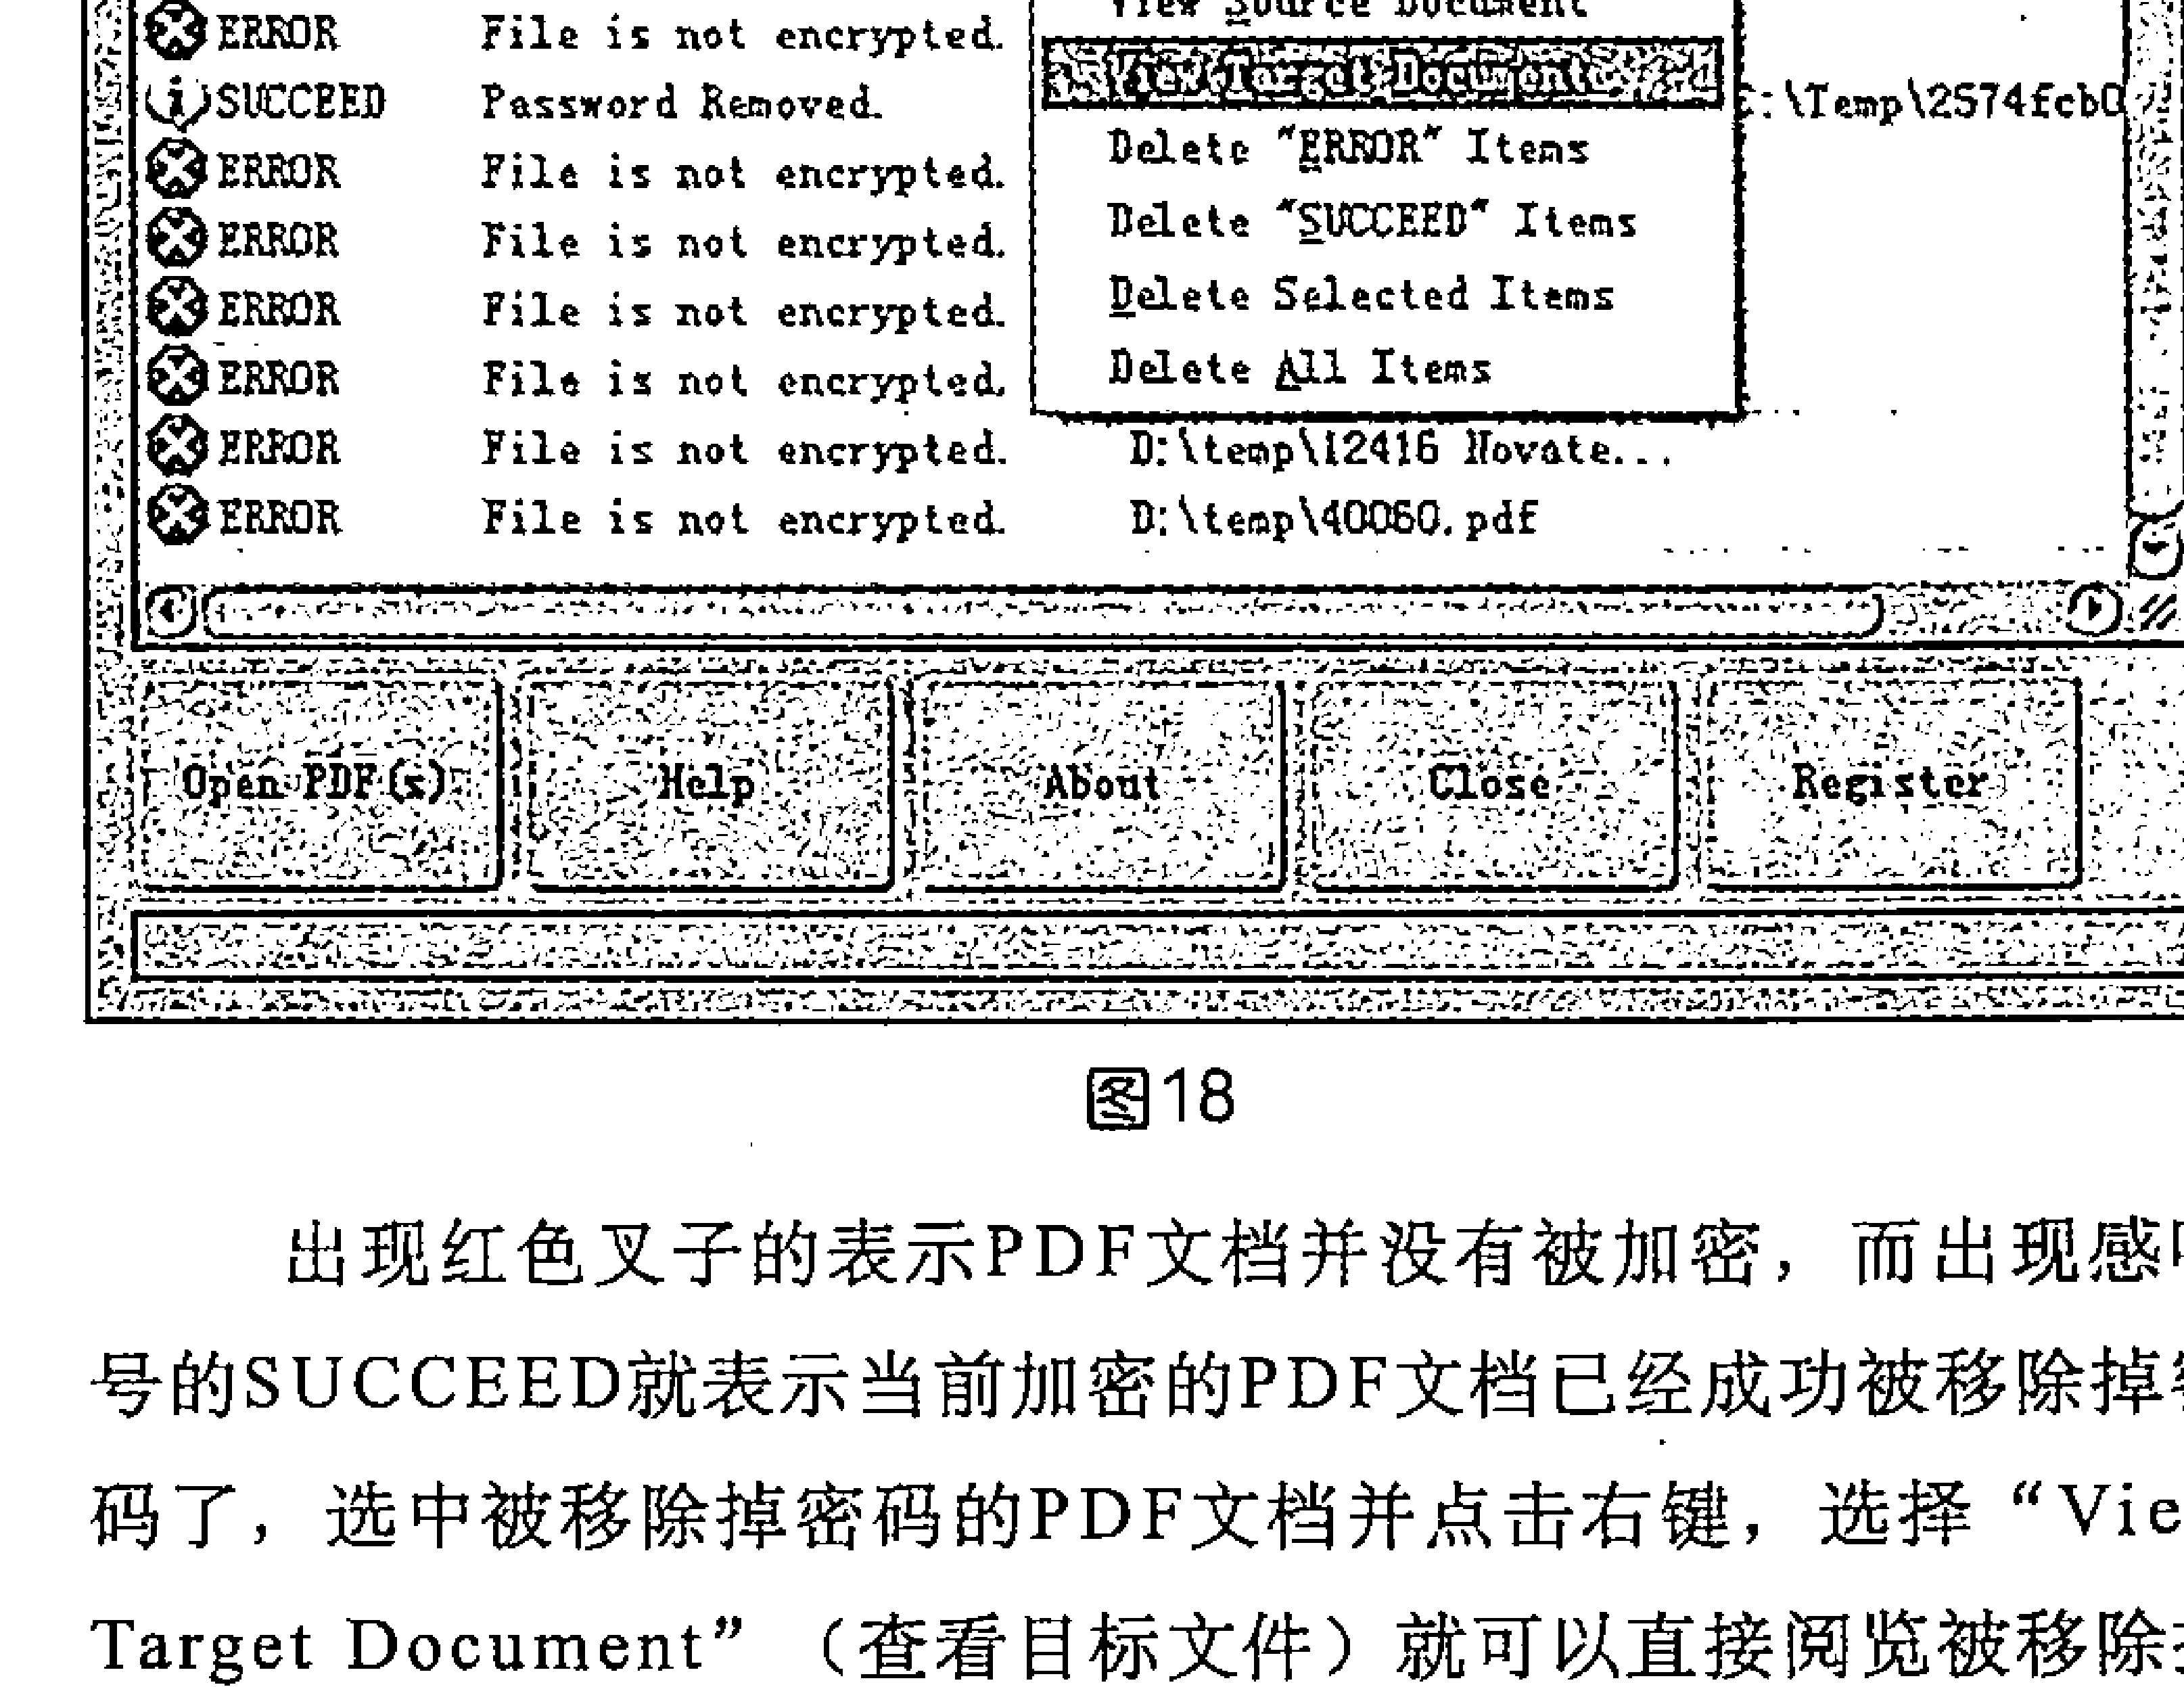 View Source Document
ERROR File is not encrypted.
View Target Document
SUCCEED Password Removed. C:\Temp\2574fcb0
ERROR File is not encrypted. Delete "ERROR" Items
ERROR File is not encrypted. Delete "SUCCEED" Items
ERROR File is not encrypted. Delete Selected Items
ERROR File is not encrypted. Delete All Items
ERROR File is not encrypted. D:\temp\12416 Novate...
ERROR File is not encrypted. D:\temp\40060.pdf
Open PDF(s) Help About Close Register
图18
出现红色叉子的表示PDF文档并没有被加密，而出现感
号的SUCCEED就表示当前加密的PDF文档已经成功被移除掉
码了，选中被移除掉密码的PDF文档并点击右键，选择“Vie
Target Document”（查看目标文件）就可以直接阅览被移除